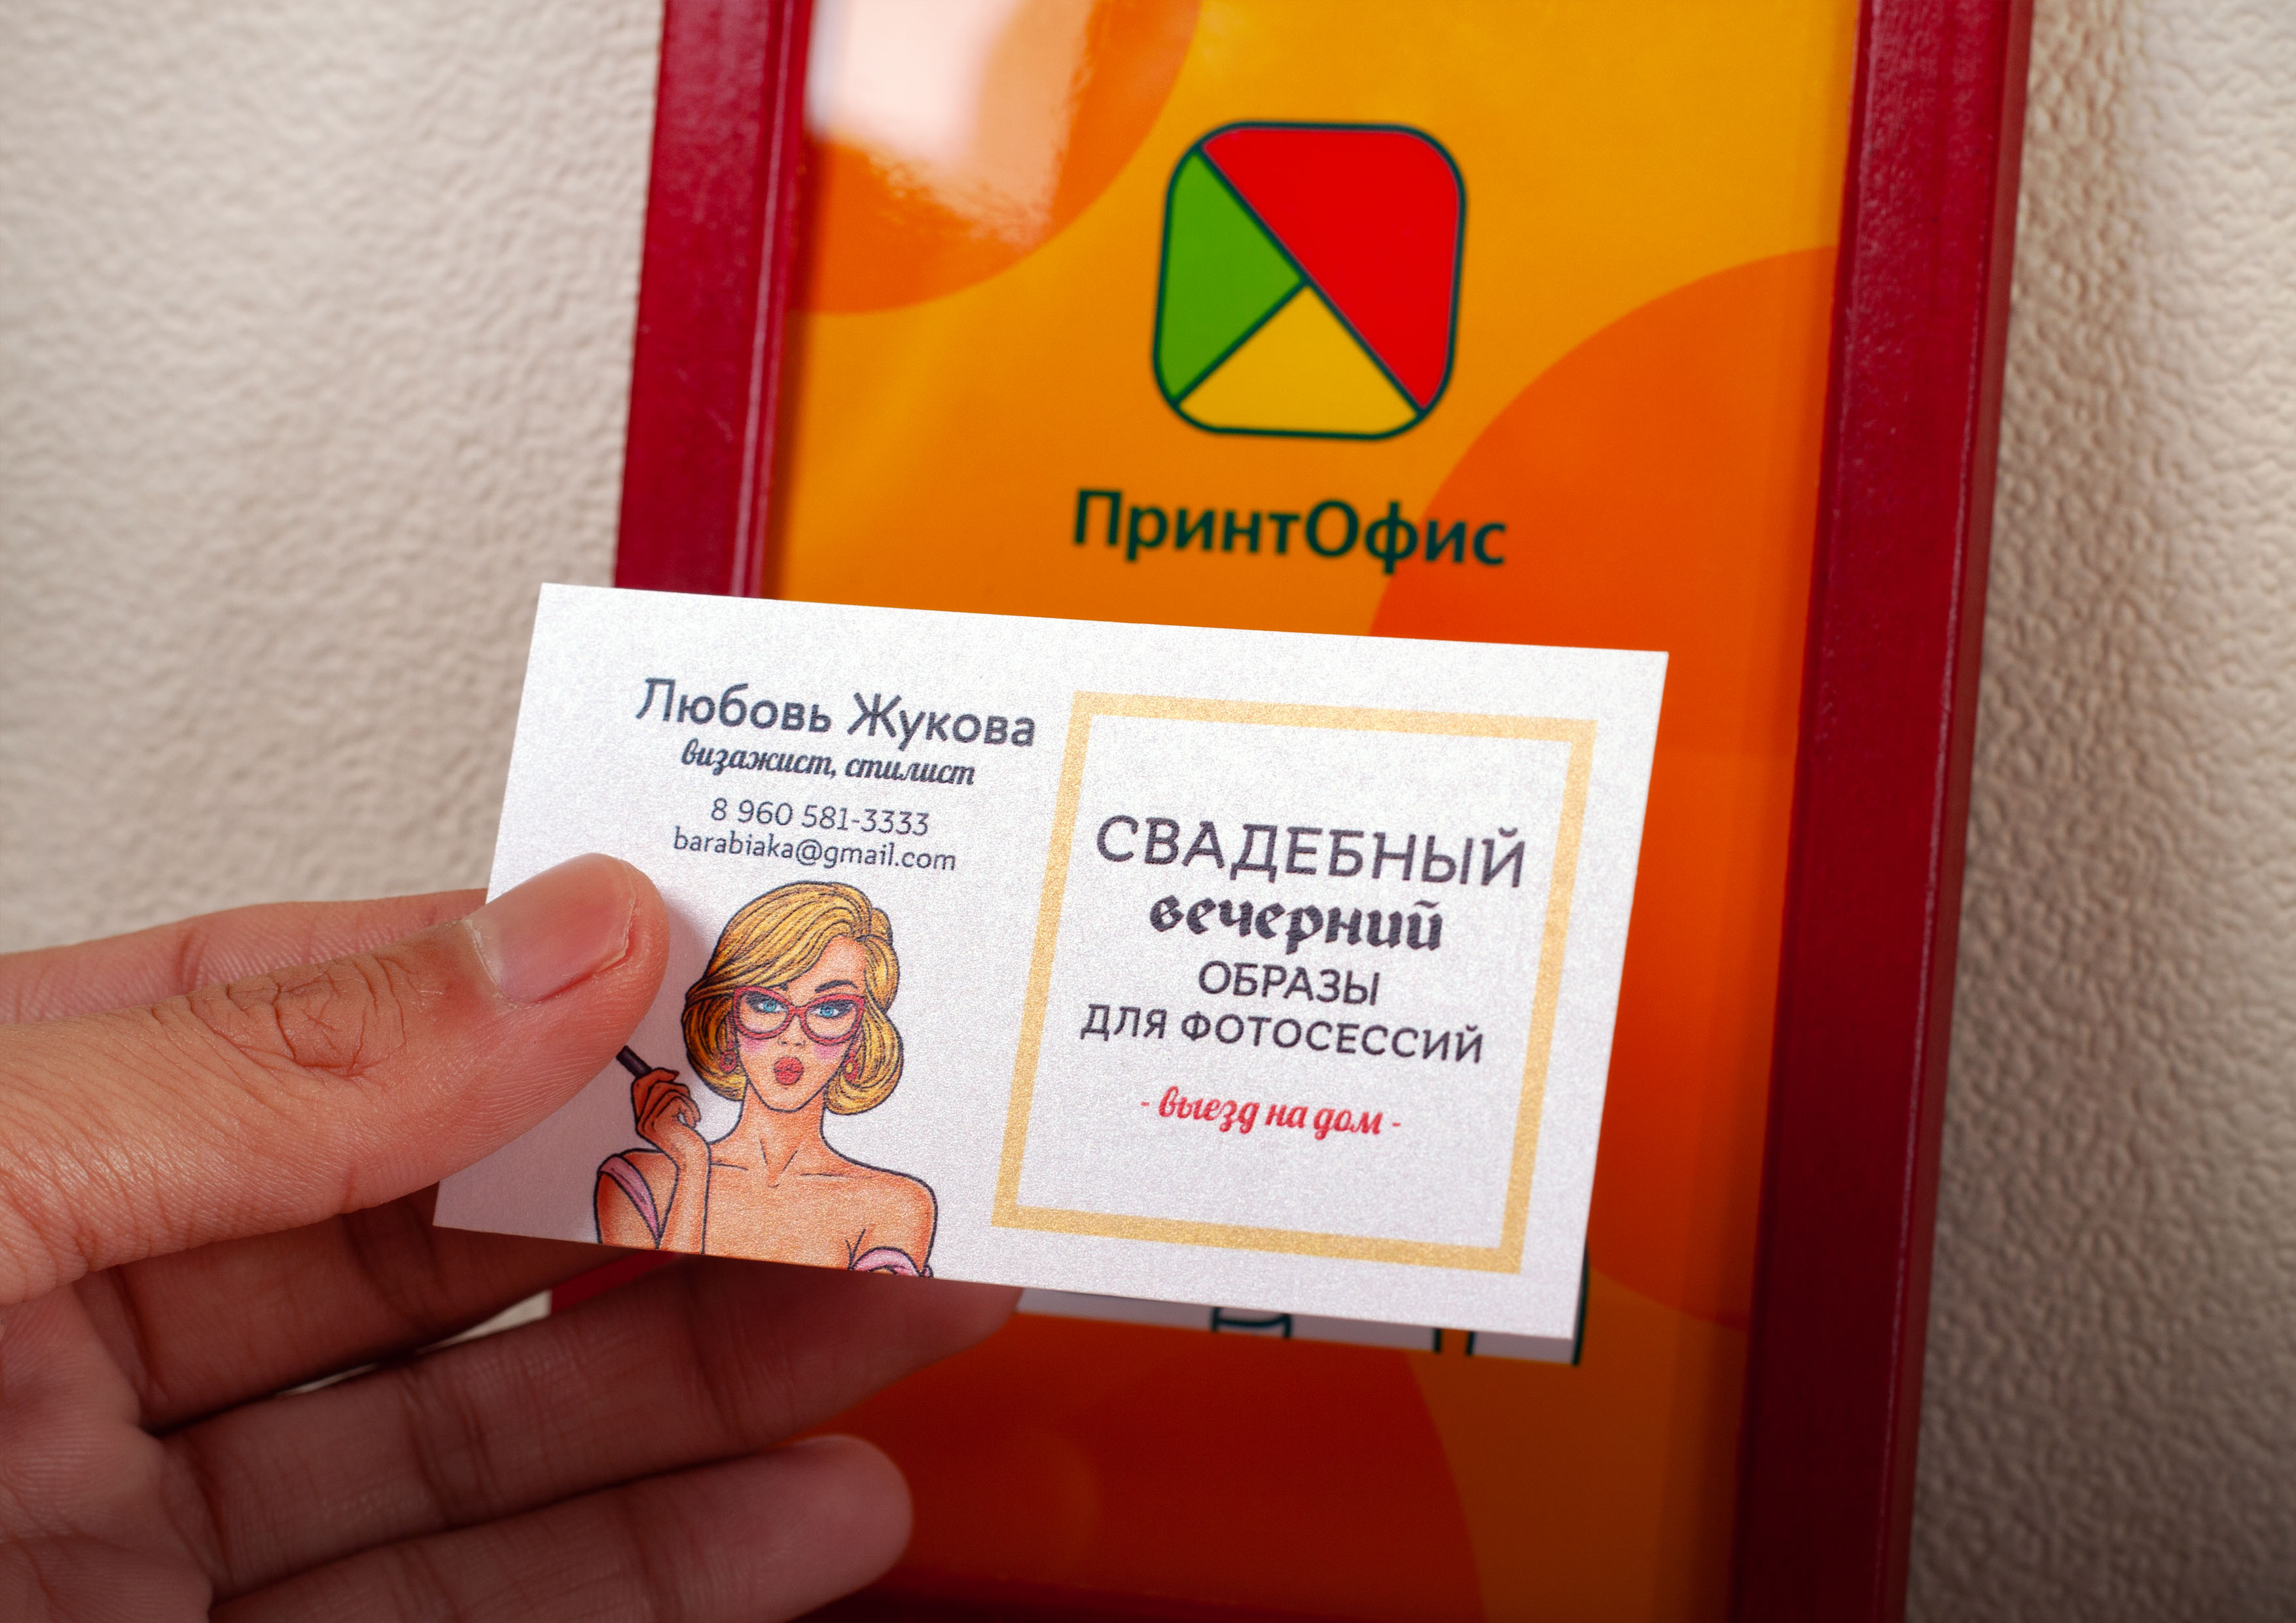 ПринтОфис
Любовь Жукова
визажист, стилист
8 960 581-3333
barabiaka@gmail.com
СВАДЕБНЫЙ
вечерний
ОБРАЗЫ
ДЛЯ ФОТОСЕССИЙ
- выезд на дом -